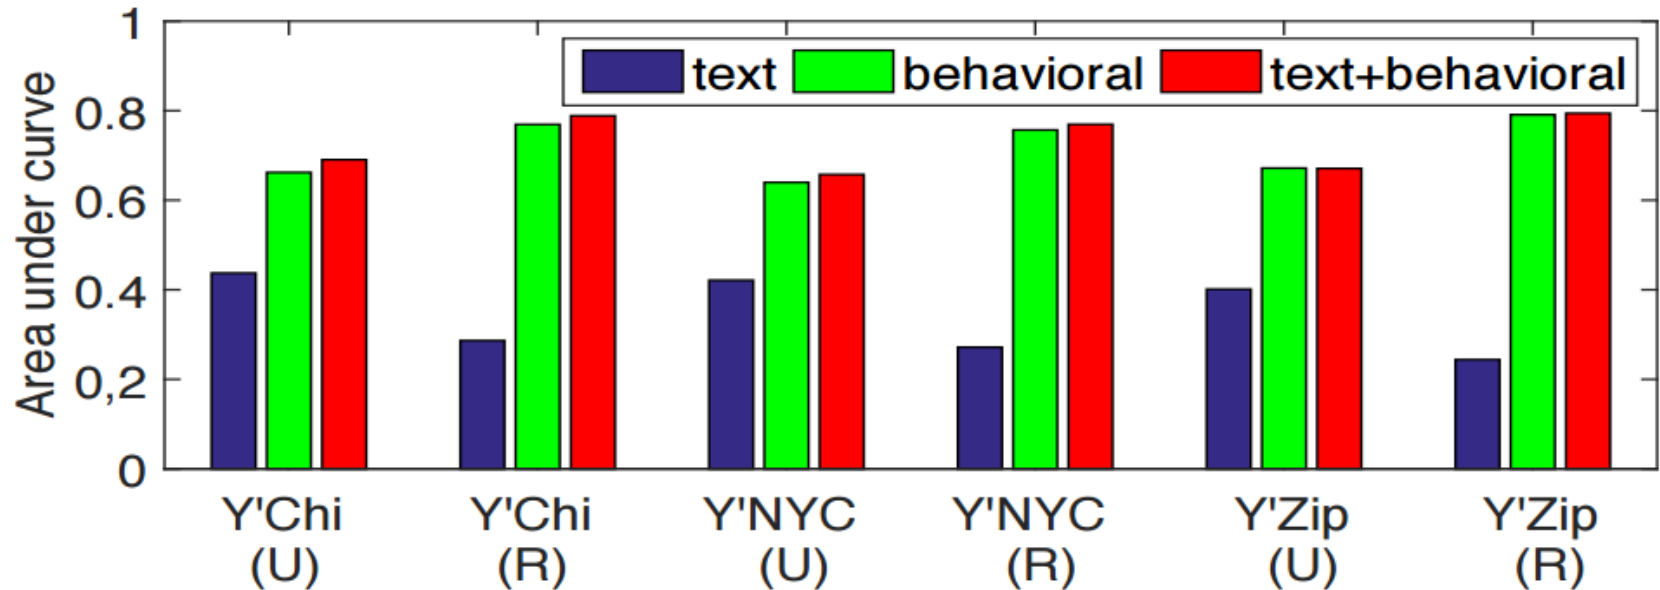 Area under curve
1
0.8
0.6
0.4
0,2
0
text behavioral text+behavioral
Y'Chi Y'Chi Y'NYC Y'NYC Y'Zip Y'Zip
(U) (R) (U) (R) (U) (R)